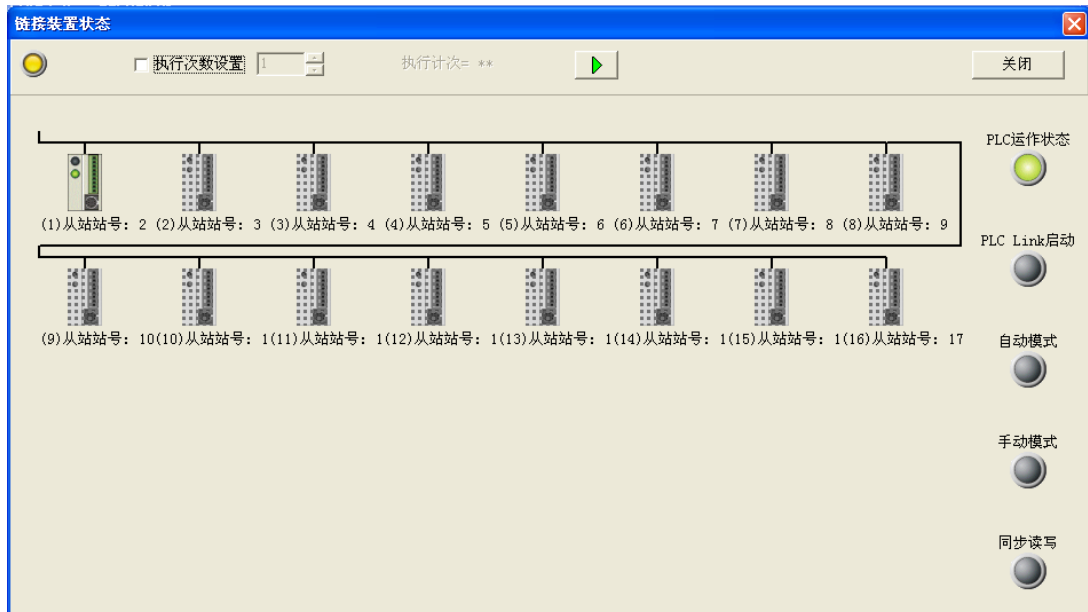 链接装置状态
执行次数设置 1 执行计次= ** 关闭
PLC运作状态
(1)从站站号: 2 (2)从站站号: 3 (3)从站站号: 4 (4)从站站号: 5 (5)从站站号: 6 (6)从站站号: 7 (7)从站站号: 8 (8)从站站号: 9
PLC Link启动
(9)从站站号: 10(10)从站站号: 1(11)从站站号: 1(12)从站站号: 1(13)从站站号: 1(14)从站站号: 1(15)从站站号: 1(16)从站站号: 17
自动模式
手动模式
同步读写